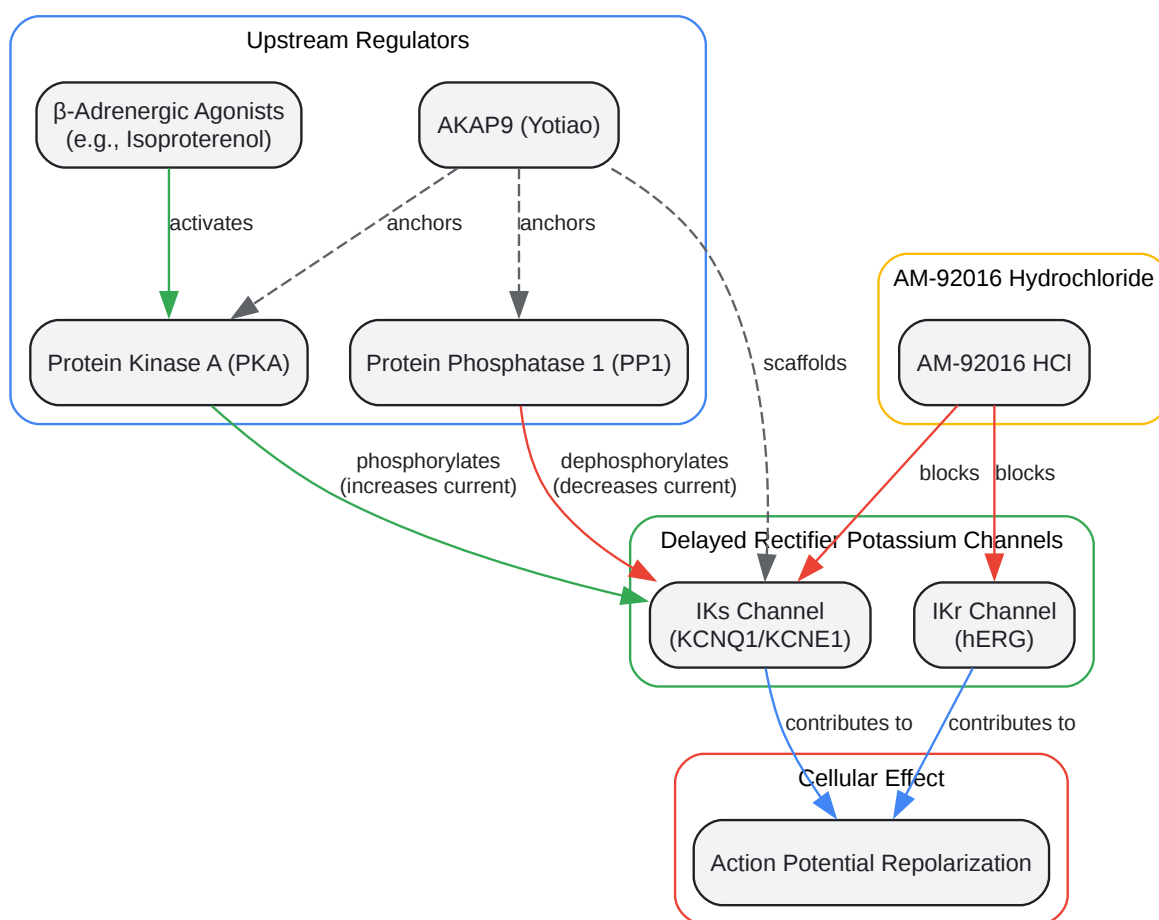 Upstream Regulators
β-Adrenergic Agonists
(e.g., Isoproterenol)
AKAP9 (Yotiao)
activates
anchors
anchors
AM-92016 Hydrochloride
Protein Kinase A (PKA)
Protein Phosphatase 1 (PP1)
scaffolds
AM-92016 HCl
phosphorylates
(increases current)
dephosphorylates
(decreases current)
blocks
blocks
Delayed Rectifier Potassium Channels
IKs Channel
(KCNQ1/KCNE1)
IKr Channel
(hERG)
contributes to
contributes to
Cellular Effect
Action Potential Repolarization